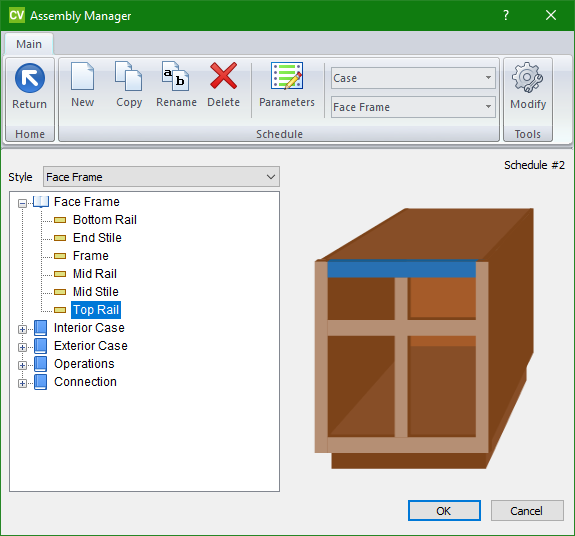 CV Assembly Manager
Main
Return
New
Copy
Rename
Delete
Parameters
Case
Face Frame
Modify
Home
Schedule
Tools
Schedule #2
Style Face Frame
Face Frame
Bottom Rail
End Stile
Frame
Mid Rail
Mid Stile
Top Rail
Interior Case
Exterior Case
Operations
Connection
OK
Cancel